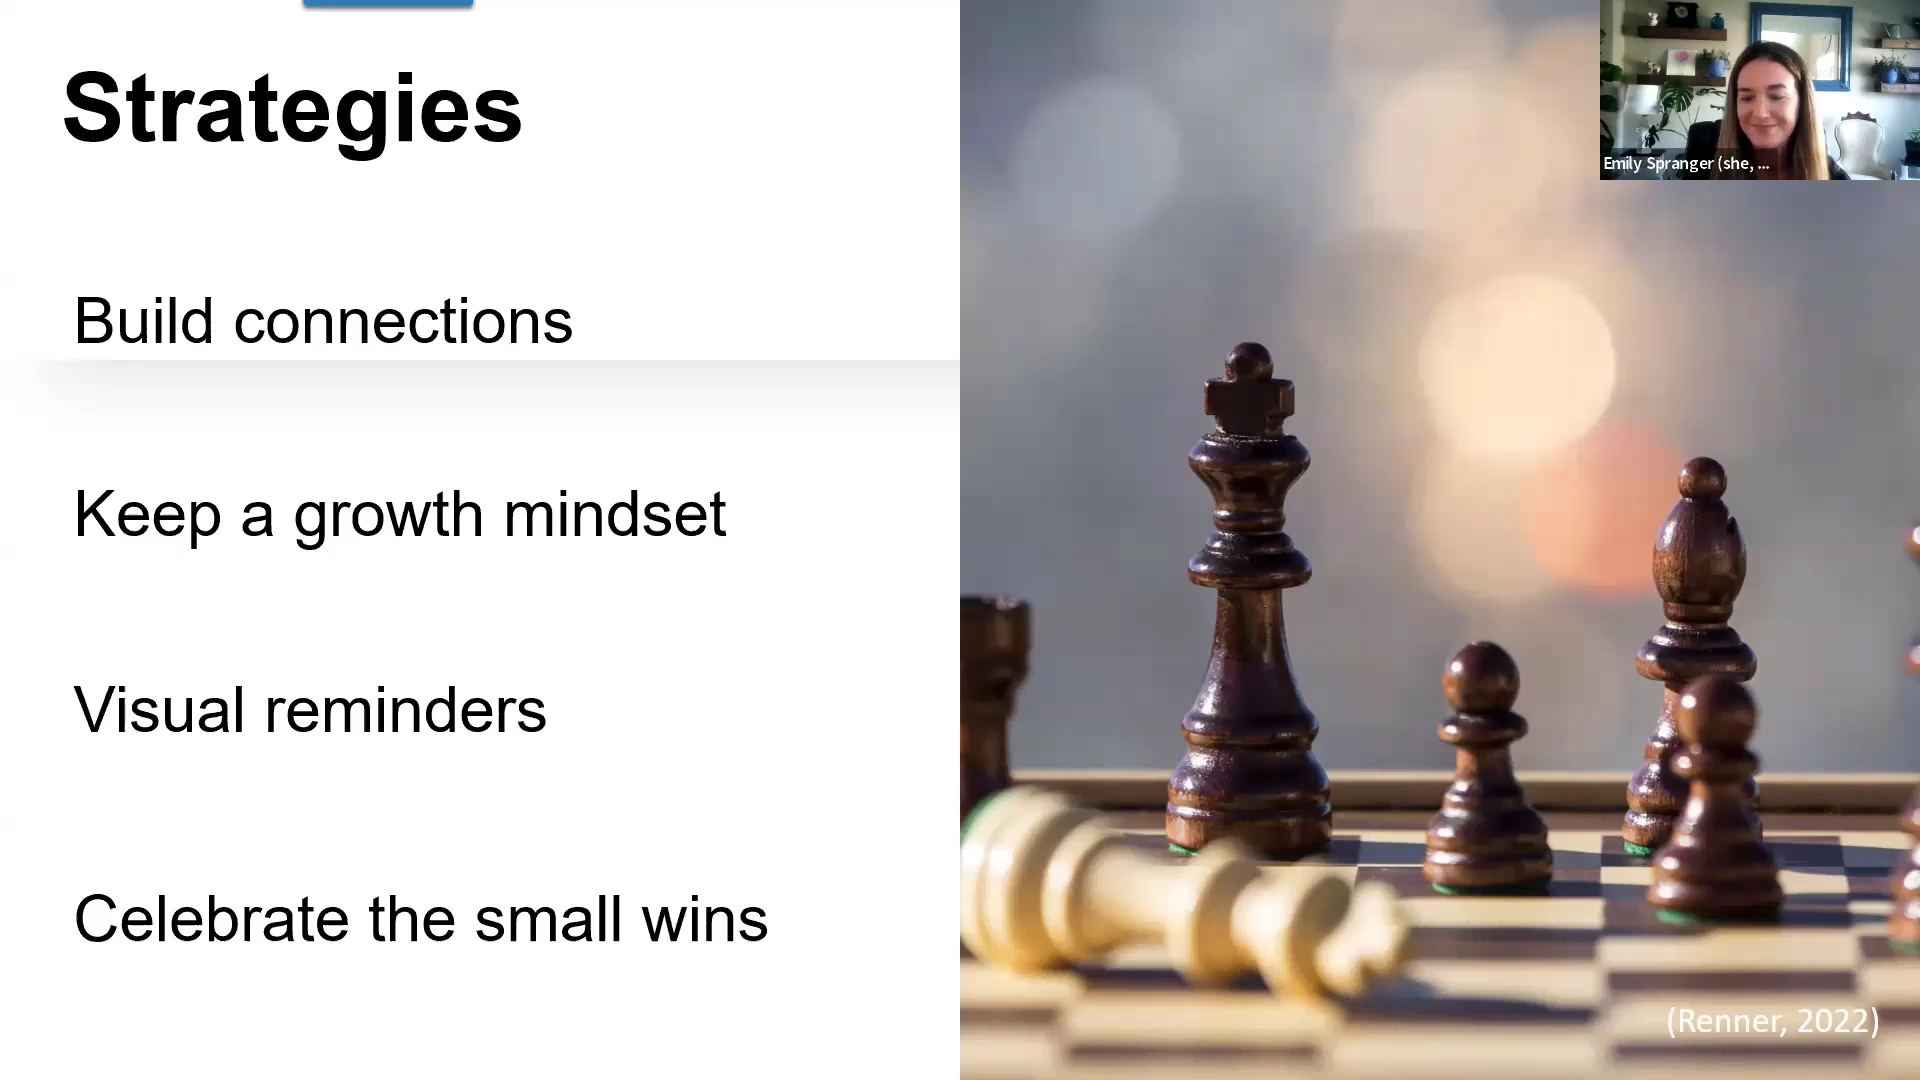 Strategies
Build connections
Keep a growth mindset
Visual reminders
Celebrate the small wins
Emily Spranger (she, ...
(Renner, 2022)